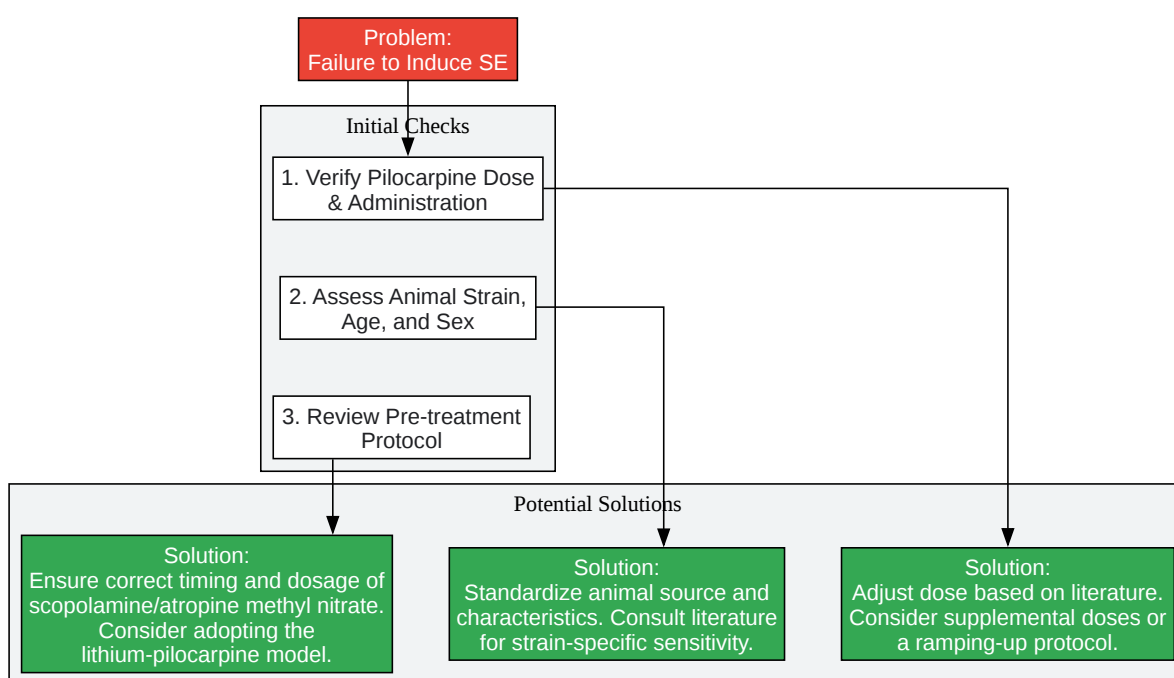 Problem:
Failure to Induce SE
Initial Checks
1. Verify Pilocarpine Dose
& Administration
2. Assess Animal Strain,
Age, and Sex
3. Review Pre-treatment
Protocol
Potential Solutions
Solution:
Ensure correct timing and dosage of
scopolamine/atropine methyl nitrate.
Consider adopting the
lithium-pilocarpine model.
Solution:
Standardize animal source and
characteristics. Consult literature
for strain-specific sensitivity.
Solution:
Adjust dose based on literature.
Consider supplemental doses or
a ramping-up protocol.